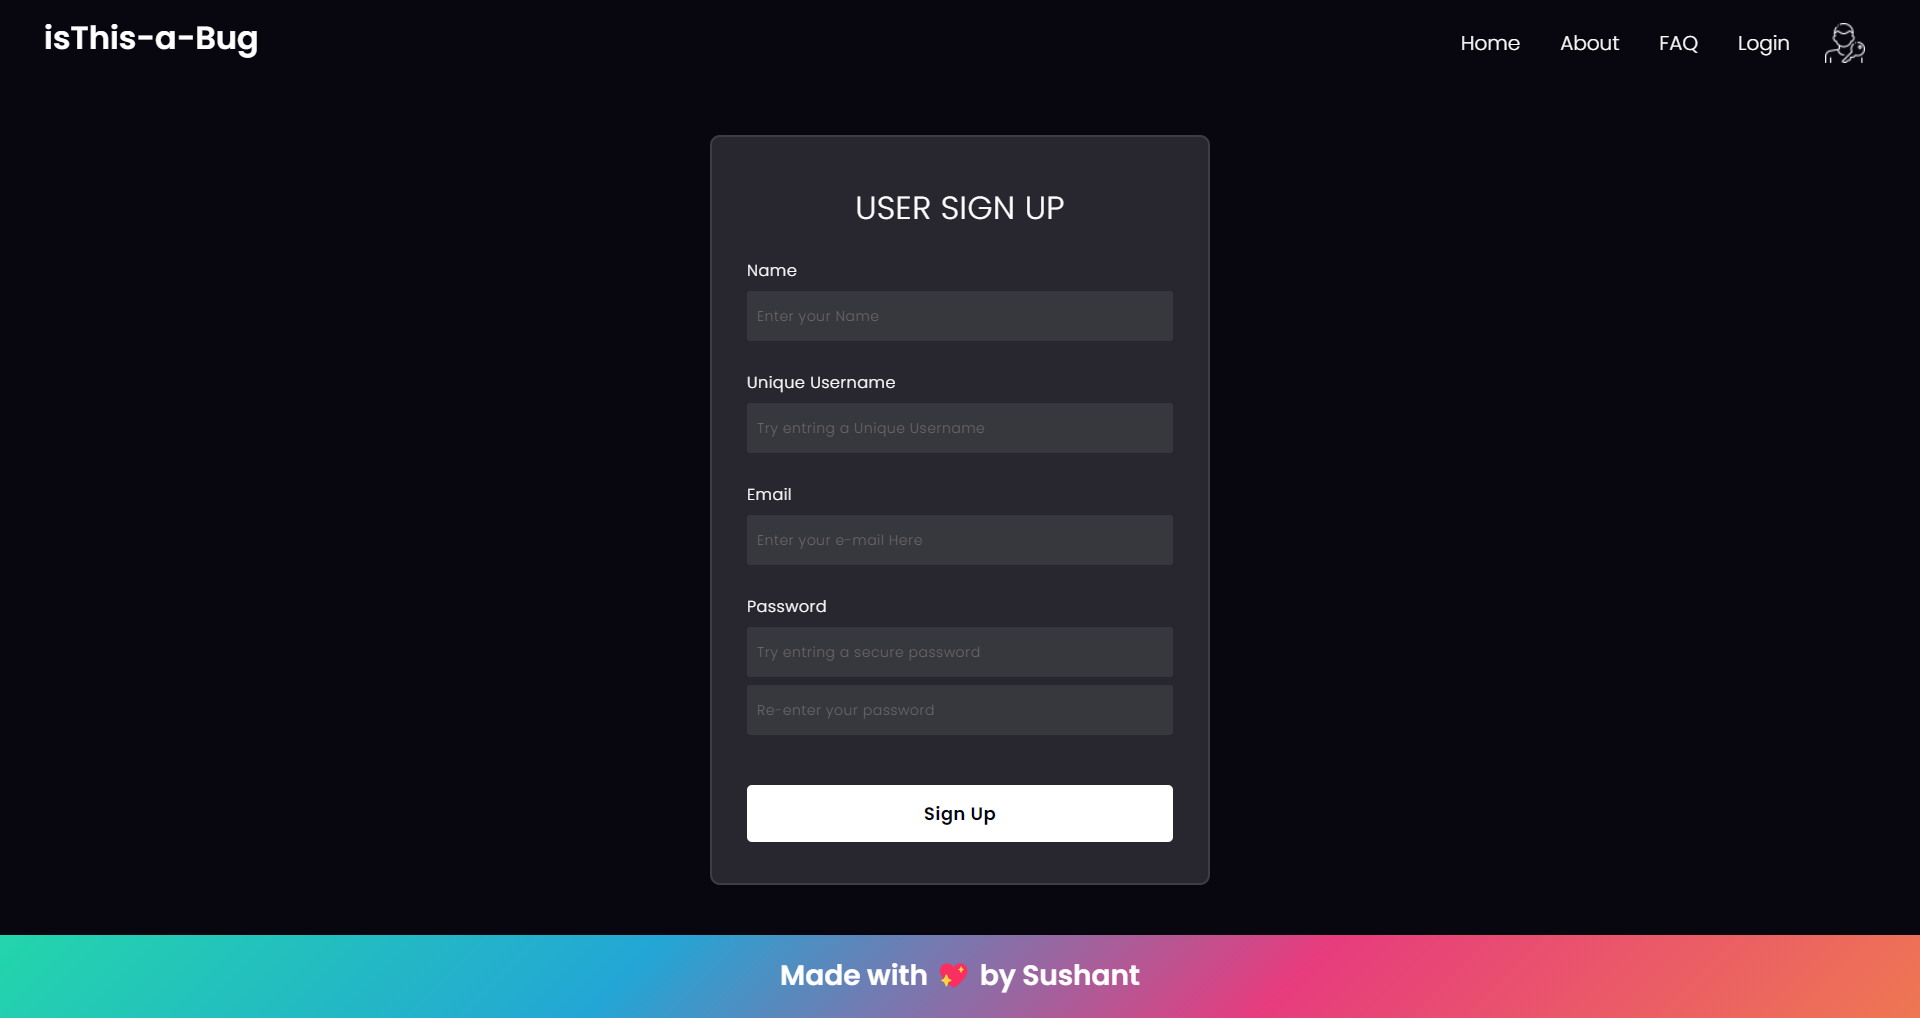 isThis-a-Bug
Home About FAQ Login
USER SIGN UP
Name
Enter your Name
Unique Username
Try entring a Unique Username
Email
Enter your e-mail Here
Password
Try entring a secure password
Re-enter your password
Sign Up
Made with 💖 by Sushant